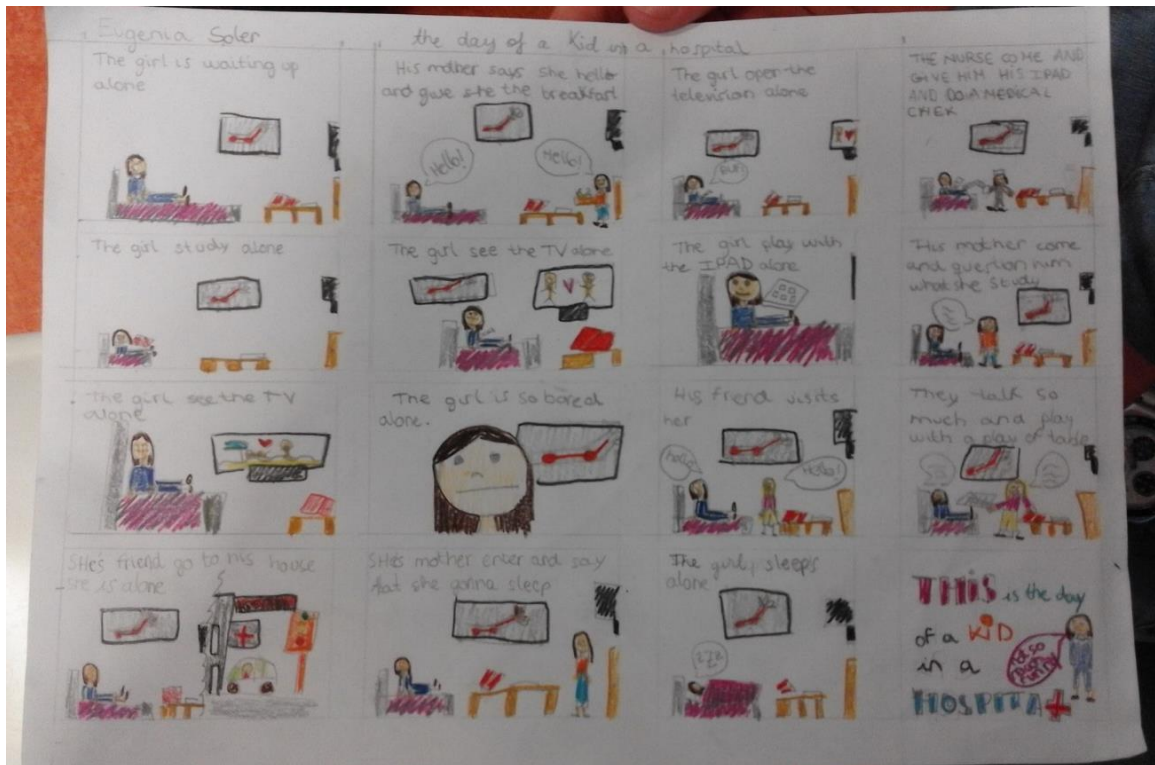 Eugenia Soler
the day of a Kid in a hospital
The girl is waiting up
alone
His mother says she hello
and give she the breakfast
Hello!
Hello!
The girl open the
television alone
THE NURSE COME AND
GIVE HIM HIS IPAD
AND DO A MEDICAL
CHEK
The girl study alone
The girl see the TV alone
The girl play with
the IPAD alone
His mother come
and question him
what she study
The girl see the TV
alone
The girl is so bored
alone.
His friend visits
her
Hello!
Hello!
They talk so
much and play
with a play of table
SHe's friend go to his house
she is alone
SHe's mother enter and say
that she gonna sleep
The girl sleeps
alone
zZz
THIS is the day
of a KID
in a
HOSPITAL